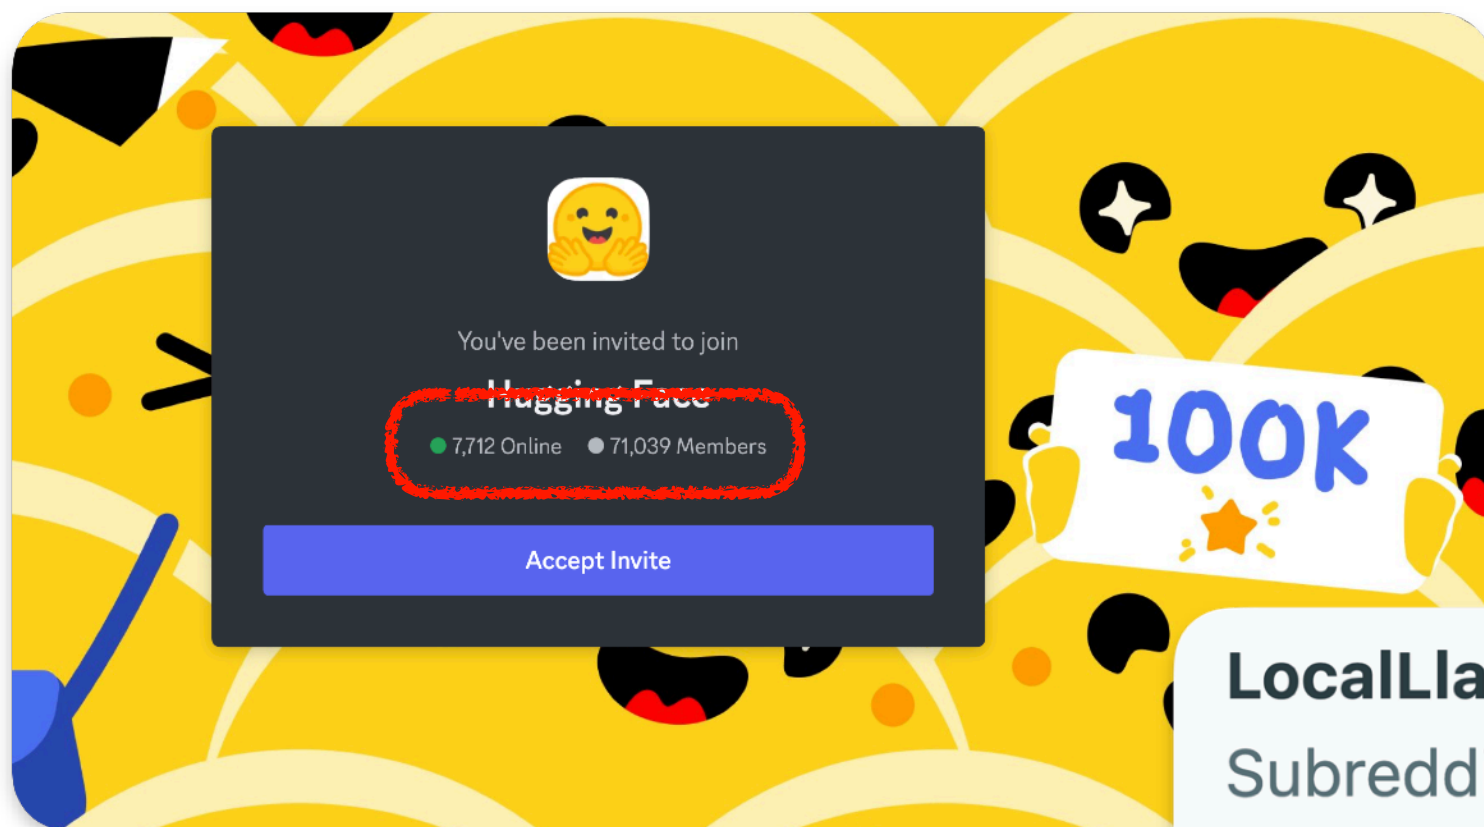 You've been invited to join
Hugging Face
7,712 Online 71,039 Members
Accept Invite
100K
LocalLla
Subredd